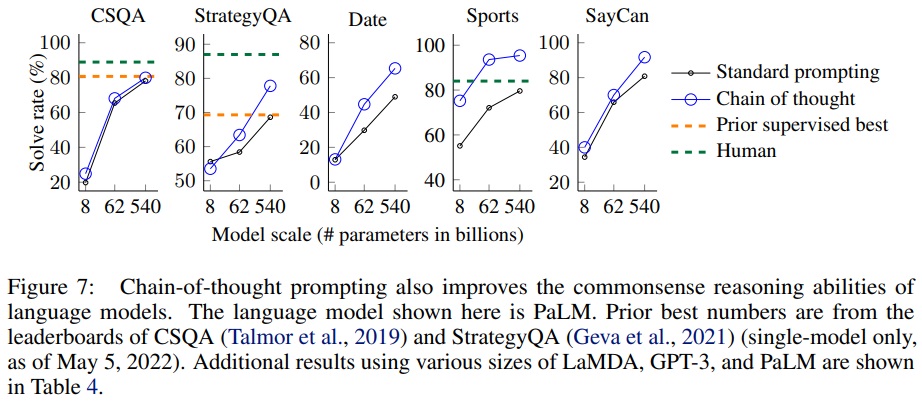 CSQA StrategyQA Date Sports SayCan
100 90 80 100 100
80 80 60 80 80
60 70 40 60 60
40 60 20 40 40
20 50 0 20
Solve rate (%)
8 62 540 8 62 540 8 62 540 8 62 540 8 62 540
Model scale (# parameters in billions)
Standard prompting
Chain of thought
Prior supervised best
Human
Figure 7: Chain-of-thought prompting also improves the commonsense reasoning abilities of
language models. The language model shown here is PaLM. Prior best numbers are from the
leaderboards of CSQA (Talmor et al., 2019) and StrategyQA (Geva et al., 2021) (single-model only,
as of May 5, 2022). Additional results using various sizes of LaMDA, GPT-3, and PaLM are shown
in Table 4.